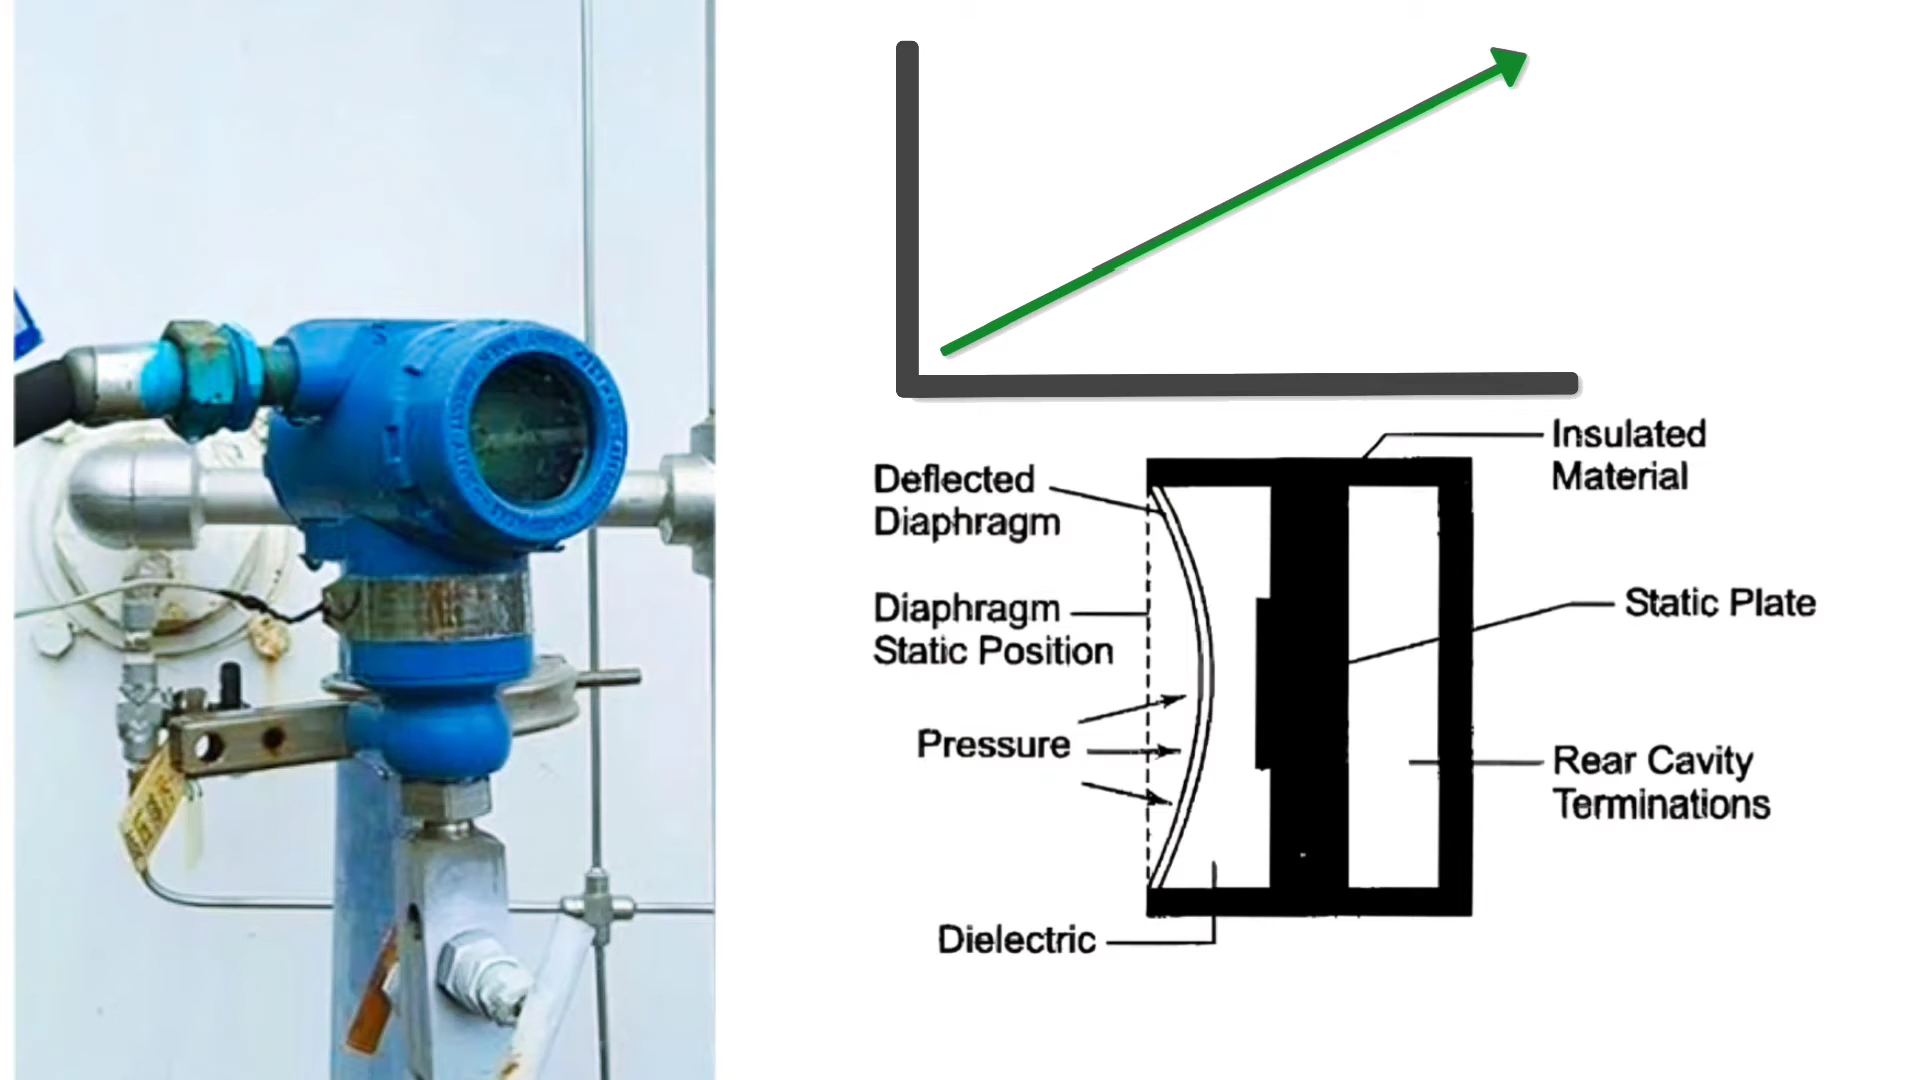 Insulated
Material
Deflected
Diaphragm
Static Plate
Diaphragm
Static Position
Pressure
Rear Cavity
Terminations
Dielectric